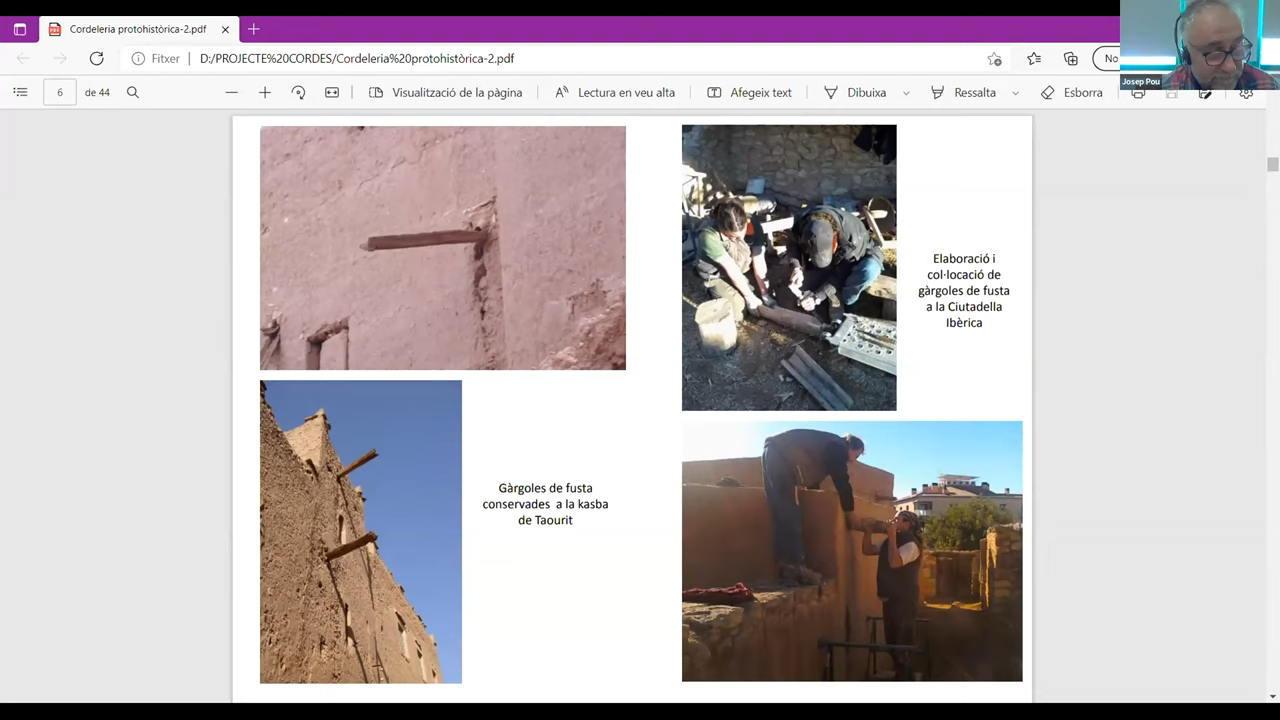 Cordeleria protohistòrica-2.pdf
Fitxer
D:/PROJECTE%20CORDES/Cordeleria%20protohistòrica-2.pdf
No
Josep Pou
6
de 44
Visualització de la pàgina
Lectura en veu alta
Afegeix text
Dibuixa
Ressalta
Esborra
Elaboració i
col·locació de
gàrgoles de fusta
a la Ciutadella
Ibèrica
Gàrgoles de fusta
conservades a la kasba
de Taourit